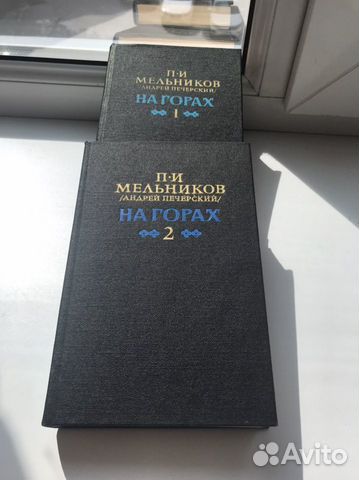 П·И
МЕЛЬНИКОВ
/АНДРЕЙ ПЕЧЕРСКИЙ/
НА ГОРАХ
1
П·И
МЕЛЬНИКОВ
/АНДРЕЙ ПЕЧЕРСКИЙ/
НА ГОРАХ
2
Avito